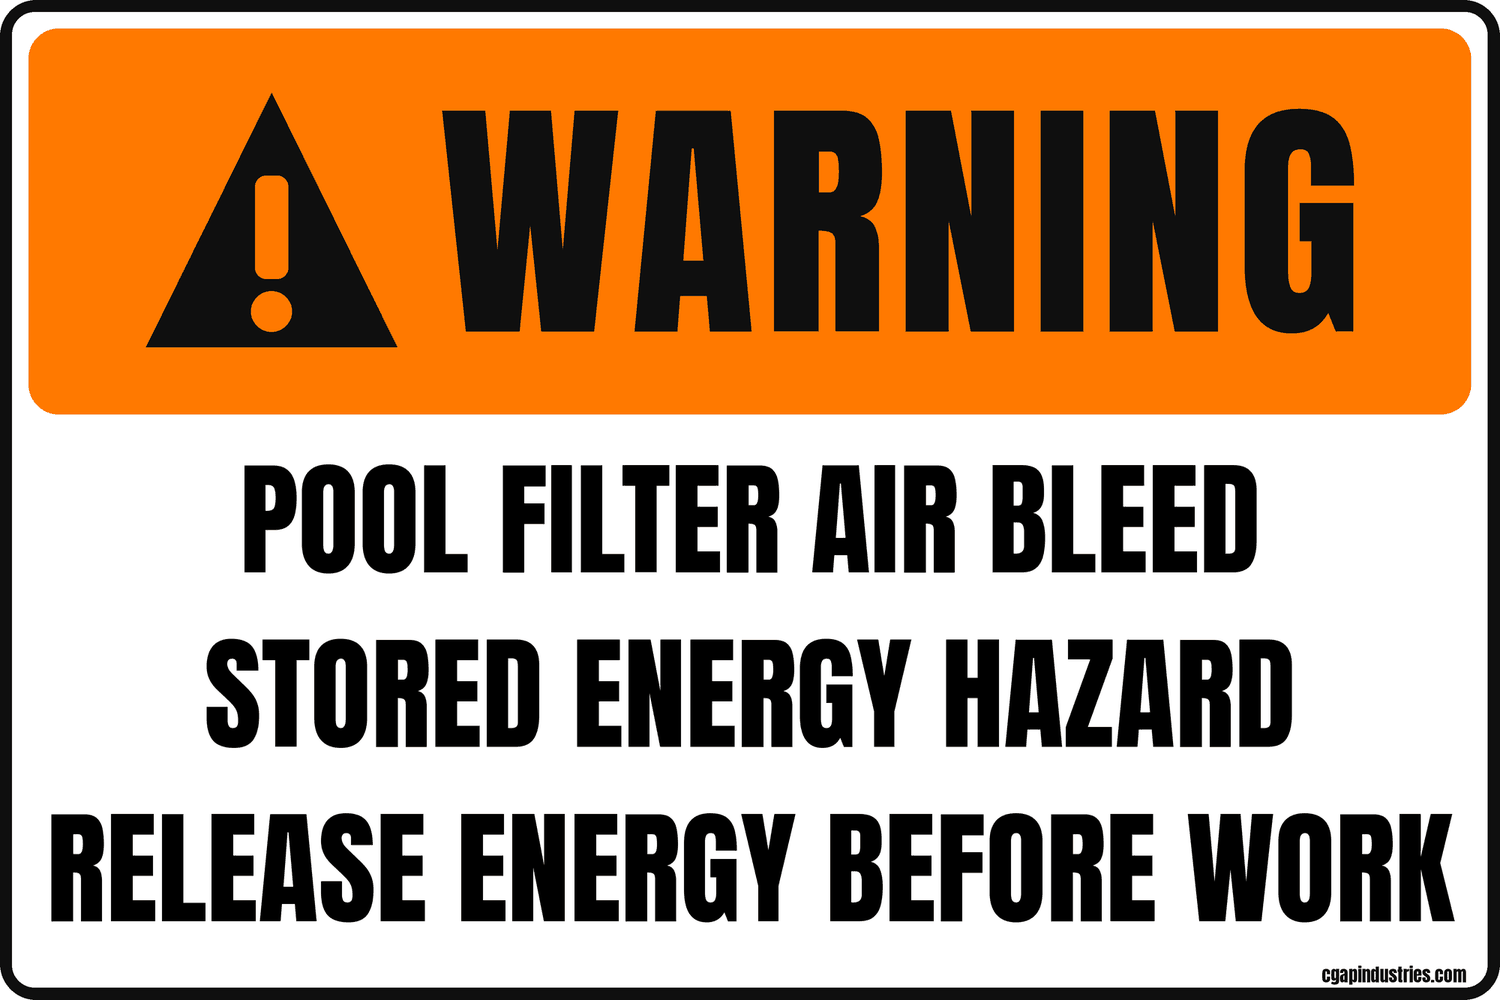 WARNING
POOL FILTER AIR BLEED
STORED ENERGY HAZARD
RELEASE ENERGY BEFORE WORK
cgapindustries.com